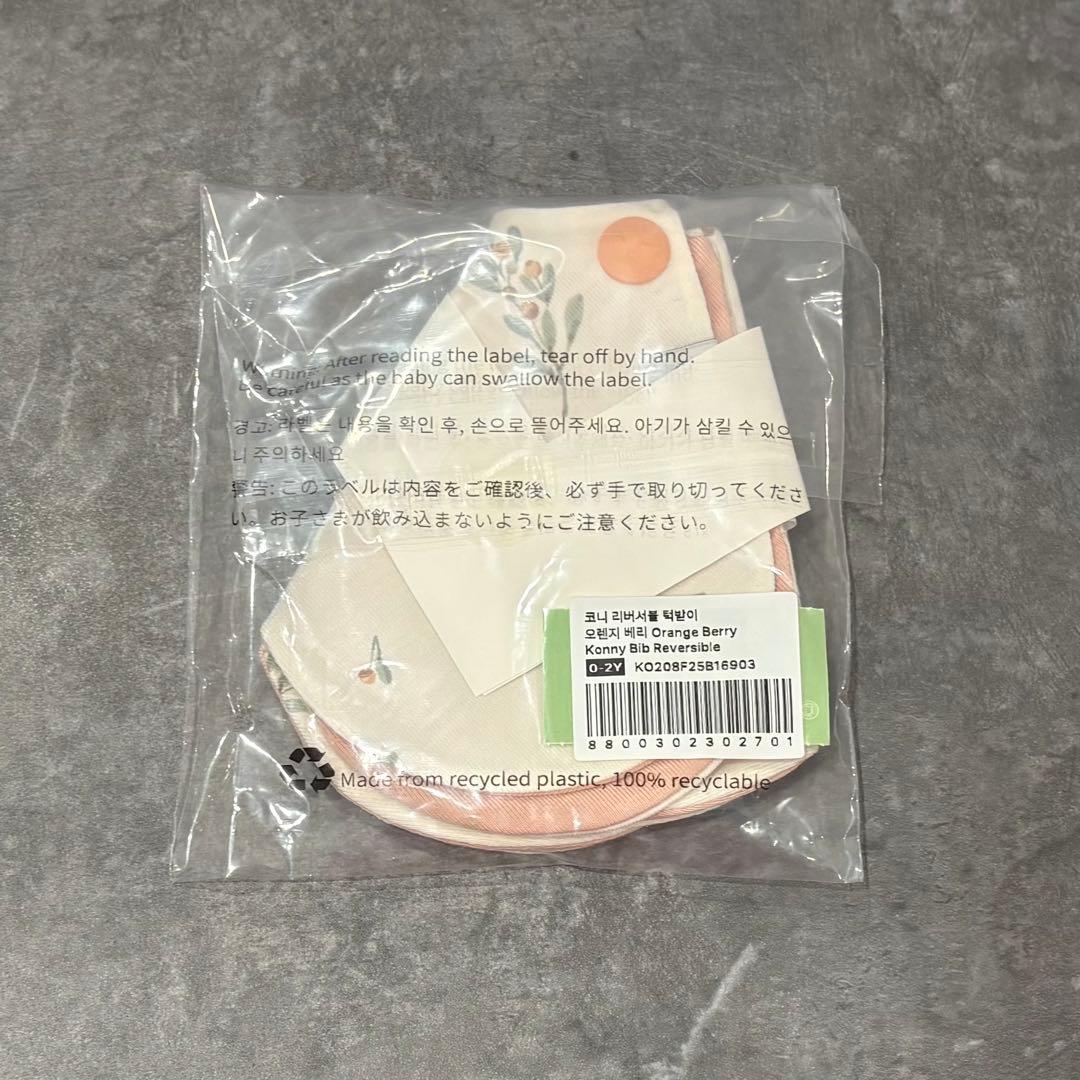 Warning: After reading the label, tear off by hand.
Be careful as the baby can swallow the label.
경고: 라벨는 내용을 확인 후, 손으로 뜯어주세요. 아기가 삼킬 수 있으
니 주의하세요
警告: このラベルは内容をご確認後、必ず手で取り切ってくださ
い。お子さまが飲み込まないようにご注意ください。
코니 리버서블 턱받이
오렌지 베리 Orange Berry
Konny Bib Reversible
0-2Y KO208F25B16903
8800302302701
Made from recycled plastic, 100% recyclable